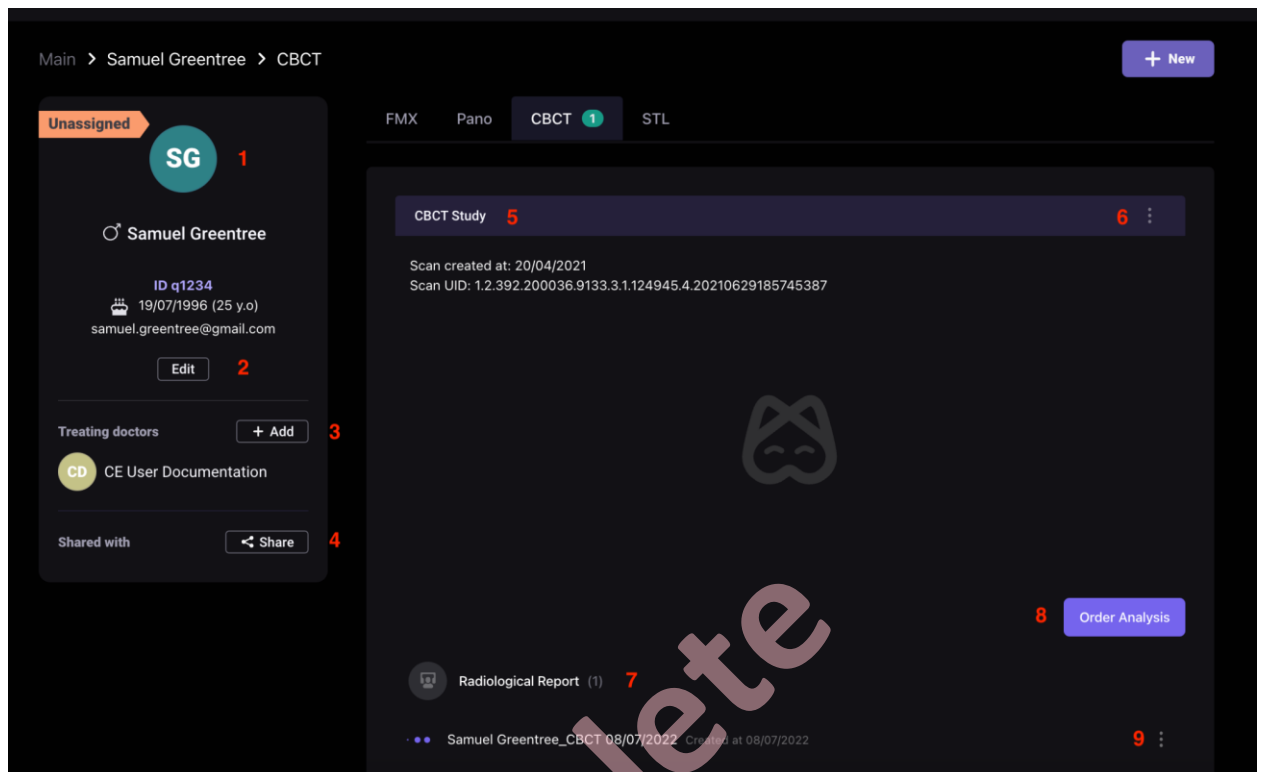 Main > Samuel Greentree > CBCT
+ New
Unassigned
SG
1
Samuel Greentree
ID q1234
19/07/1996 (25 y.o)
samuel.greentree@gmail.com
Edit
2
Treating doctors
+ Add
3
CD
CE User Documentation
Shared with
Share
4
FMX Pano CBCT 1 STL
CBCT Study
5
6
Scan created at: 20/04/2021
Scan UID: 1.2.392.200036.9133.3.1.124945.4.20210629185745387
8
Order Analysis
Radiological Report (1)
7
Samuel Greentree_CBCT 08/07/2022 Created at 08/07/2022
9
lete